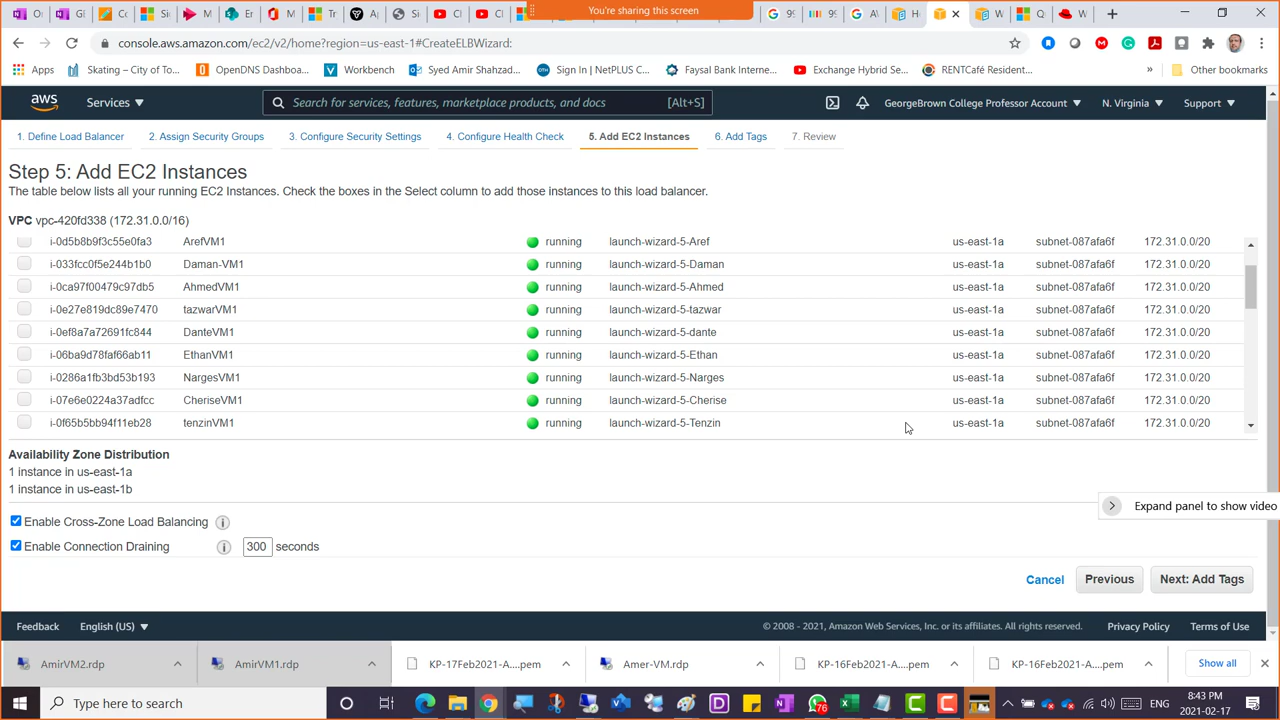 You're sharing this screen
console.aws.amazon.com/ec2/v2/home?region=us-east-1#CreateELBWizard:
Apps
Skating – City of To...
OpenDNS Dashboa...
Workbench
Syed Amir Shahzad...
Sign In | NetPLUS C...
Faysal Bank Interne...
Exchange Hybrid Se...
RENTCafé Resident...
Other bookmarks
aws
Services
Search for services, features, marketplace products, and docs
[Alt+S]
GeorgeBrown College Professor Account
N. Virginia
Support
1. Define Load Balancer
2. Assign Security Groups
3. Configure Security Settings
4. Configure Health Check
5. Add EC2 Instances
6. Add Tags
7. Review
Step 5: Add EC2 Instances
The table below lists all your running EC2 Instances. Check the boxes in the Select column to add those instances to this load balancer.
VPC vpc-420fd338 (172.31.0.0/16)
i-0d5b8b9f3c55e0fa3 ArefVM1 running launch-wizard-5-Aref us-east-1a subnet-087afa6f 172.31.0.0/20
i-033fcc0f5e244b1b0 Daman-VM1 running launch-wizard-5-Daman us-east-1a subnet-087afa6f 172.31.0.0/20
i-0ca97f00479c97db5 AhmedVM1 running launch-wizard-5-Ahmed us-east-1a subnet-087afa6f 172.31.0.0/20
i-0e27e819dc89e7470 tazwarVM1 running launch-wizard-5-tazwar us-east-1a subnet-087afa6f 172.31.0.0/20
i-0ef8a7a72691fc844 DanteVM1 running launch-wizard-5-dante us-east-1a subnet-087afa6f 172.31.0.0/20
i-06ba9d78faf66ab11 EthanVM1 running launch-wizard-5-Ethan us-east-1a subnet-087afa6f 172.31.0.0/20
i-0286a1fb3bd53b193 NargesVM1 running launch-wizard-5-Narges us-east-1a subnet-087afa6f 172.31.0.0/20
i-07e6e0224a37adfcc CheriseVM1 running launch-wizard-5-Cherise us-east-1a subnet-087afa6f 172.31.0.0/20
i-0f65b5bb94f11eb28 tenzinVM1 running launch-wizard-5-Tenzin us-east-1a subnet-087afa6f 172.31.0.0/20
Availability Zone Distribution
1 instance in us-east-1a
1 instance in us-east-1b
Expand panel to show video
Enable Cross-Zone Load Balancing
Enable Connection Draining 300 seconds
Cancel
Previous
Next: Add Tags
Feedback
English (US)
© 2008 - 2021, Amazon Web Services, Inc. or its affiliates. All rights reserved.
Privacy Policy
Terms of Use
AmirVM2.rdp
AmirVM1.rdp
KP-17Feb2021-A....pem
Amer-VM.rdp
KP-16Feb2021-A....pem
KP-16Feb2021-A....pem
Show all
Type here to search
76
ENG
8:43 PM
2021-02-17